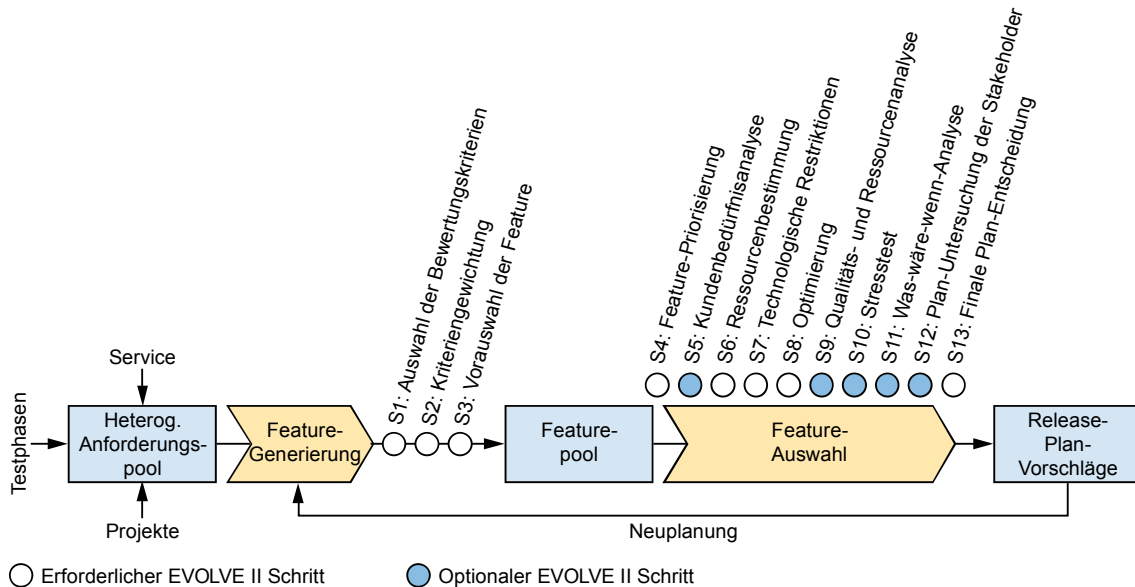 S1: Auswahl der Bewertungskriterien
S2: Kriteriengewichtung
S3: Vorauswahl der Feature
S4: Feature-Priorisierung
S5: Kundenbedürfnisanalyse
S6: Ressourcenbestimmung
S7: Technologische Restriktionen
S8: Optimierung
S9: Qualitäts- und Ressourcenanalyse
S10: Stresstest
S11: Was-wäre-wenn-Analyse
S12: Plan-Untersuchung der Stakeholder
S13: Finale Plan-Entscheidung
Service
Testphasen
Heterog.
Anforderungs-
pool
Feature-
Generierung
Feature-
pool
Feature-
Auswahl
Release-
Plan-
Vorschläge
Projekte
Neuplanung
Erforderlicher EVOLVE II Schritt
Optionaler EVOLVE II Schritt